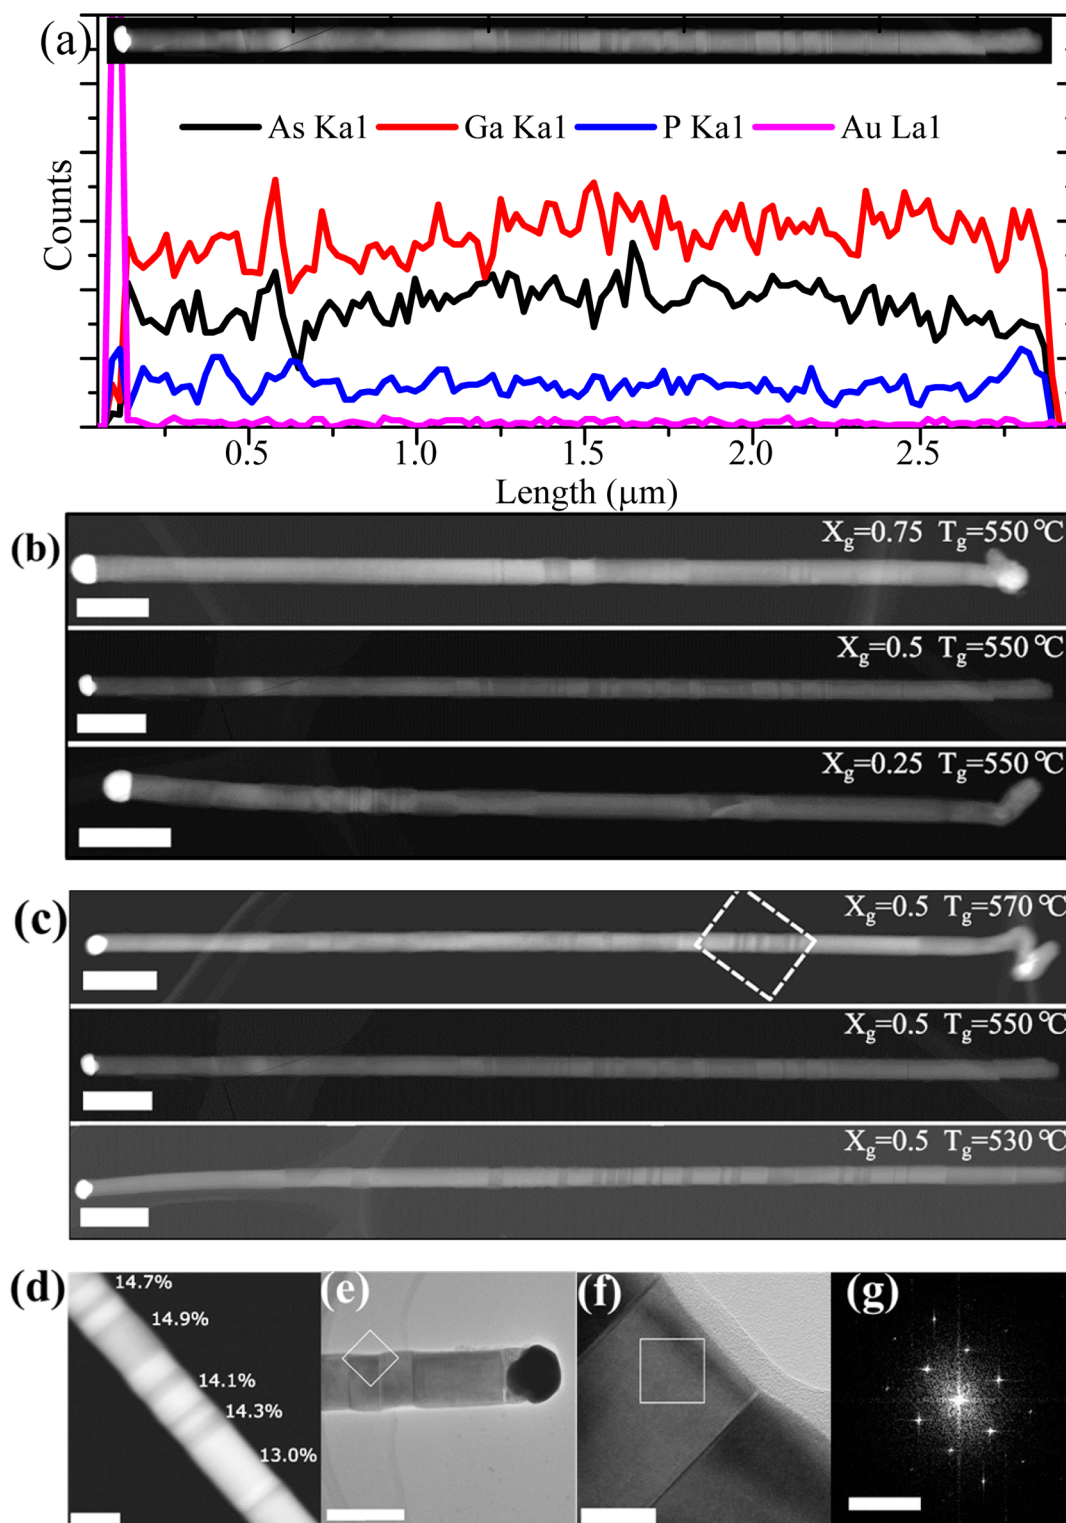 (a)
As Ka1 Ga Ka1 P Ka1 Au La1
Counts
0.5 1.0 1.5 2.0 2.5
Length (μm)
(b)
X_g=0.75 T_g=550 ℃
X_g=0.5 T_g=550 ℃
X_g=0.25 T_g=550 ℃
(c)
X_g=0.5 T_g=570 ℃
X_g=0.5 T_g=550 ℃
X_g=0.5 T_g=530 ℃
(d) (e) (f) (g)
14.7%
14.9%
14.1%
14.3%
13.0%